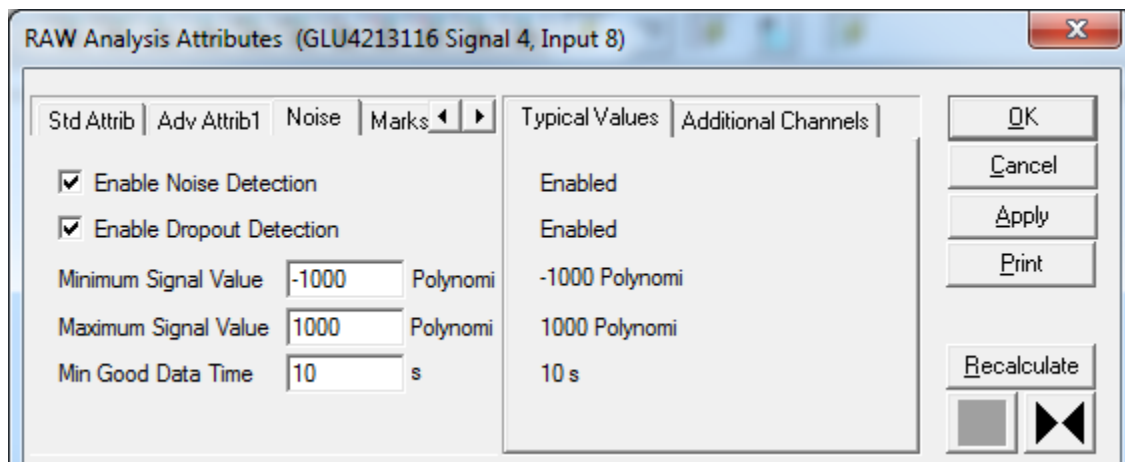 RAW Analysis Attributes (GLU4213116 Signal 4, Input 8)
Std Attrib Adv Attrib1 Noise Marks
Typical Values Additional Channels
Enable Noise Detection
Enable Dropout Detection
Minimum Signal Value -1000 Polynomi
Maximum Signal Value 1000 Polynomi
Min Good Data Time 10 s
Enabled
Enabled
-1000 Polynomi
1000 Polynomi
10 s
OK
Cancel
Apply
Print
Recalculate